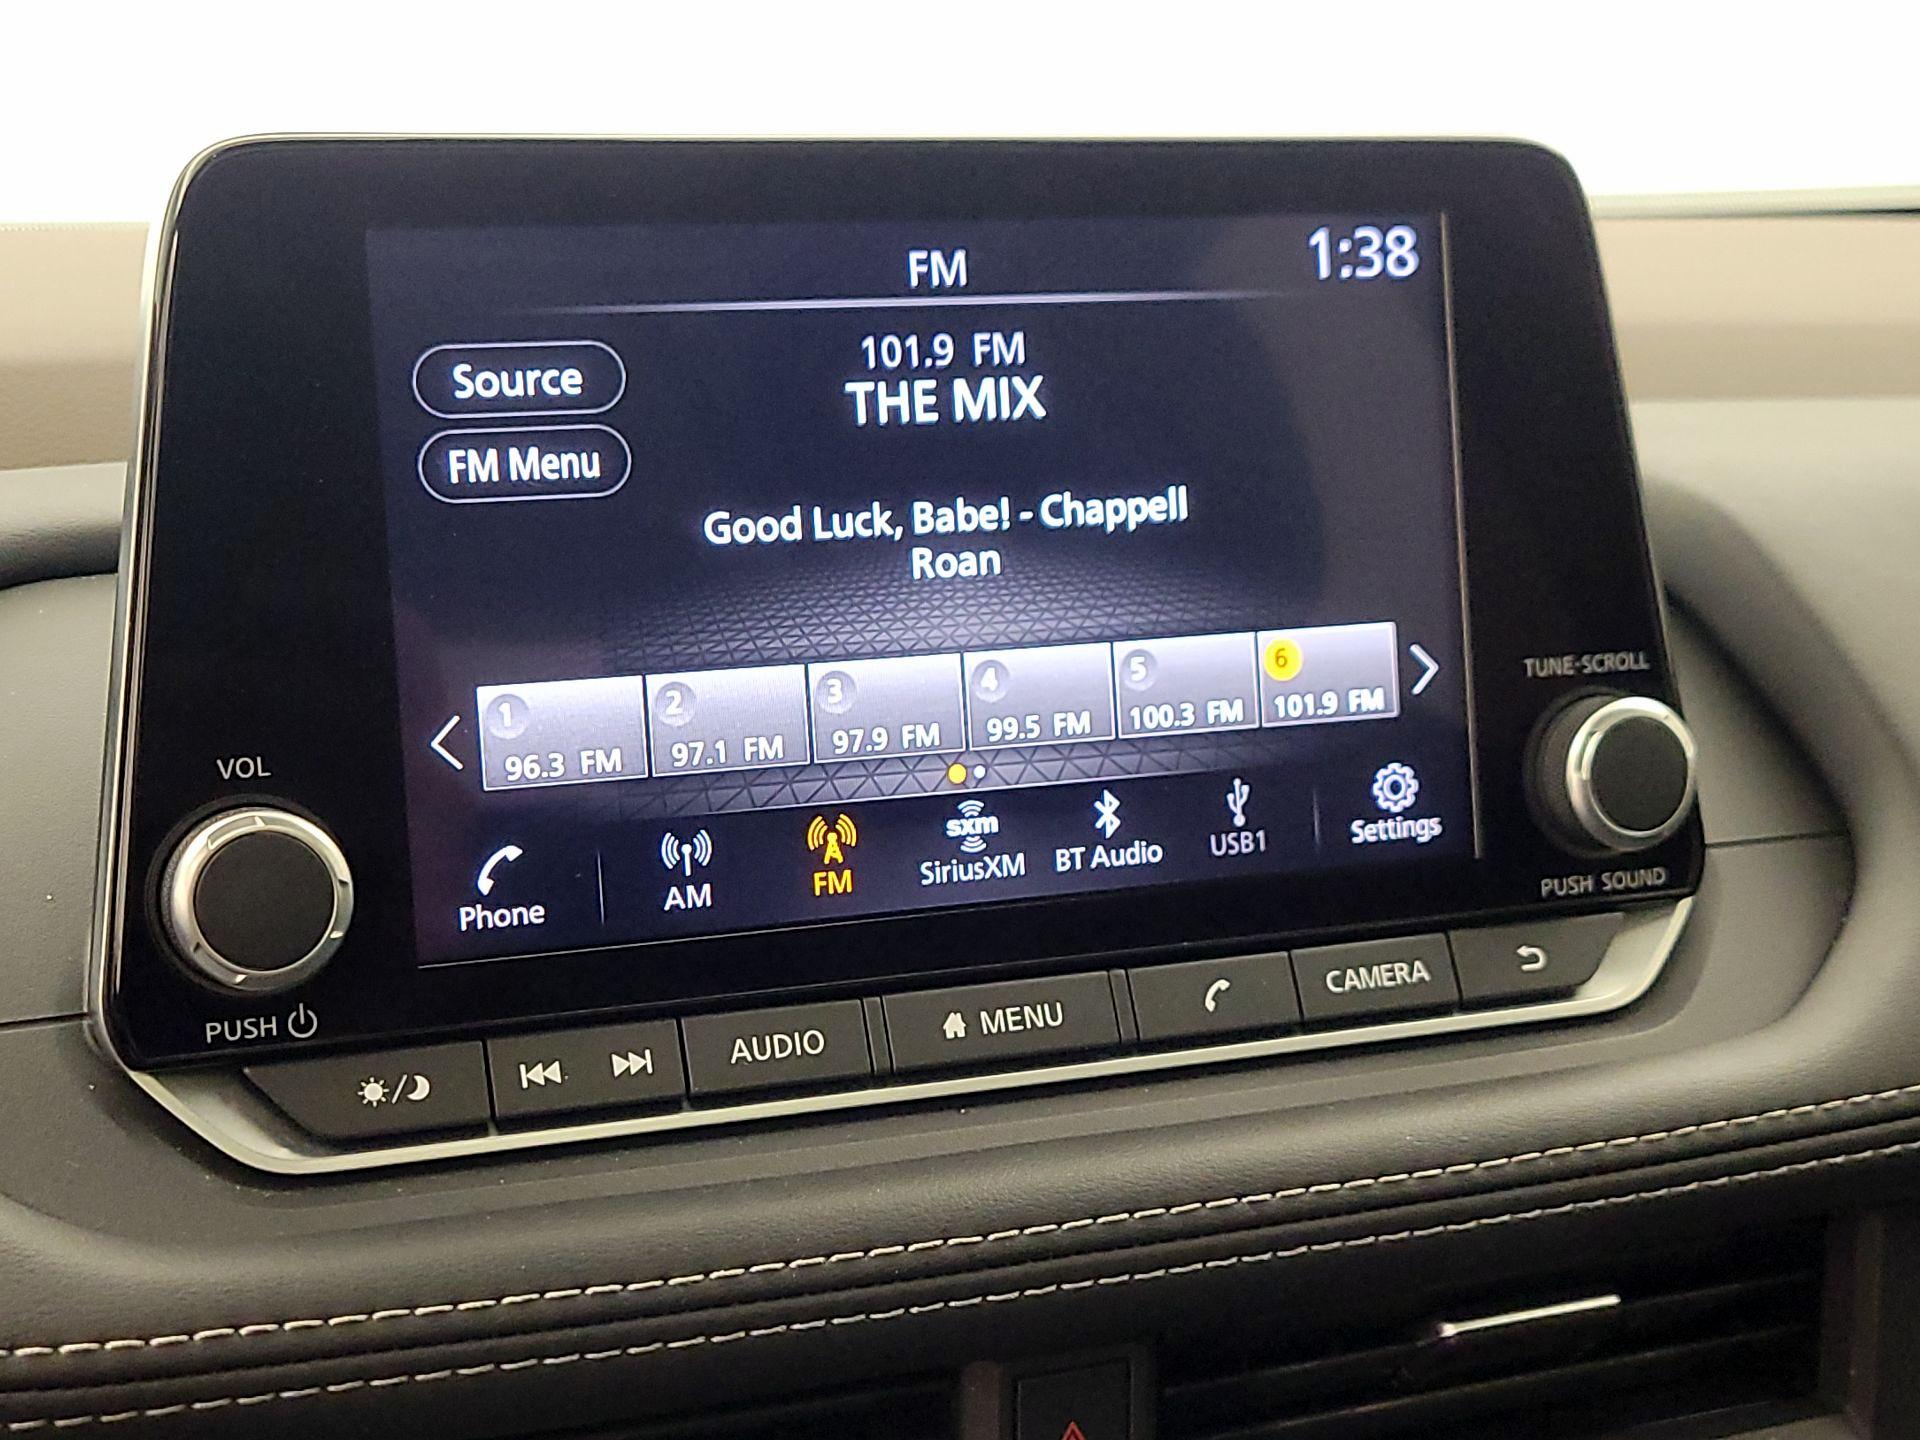 FM
1:38
101.9 FM
THE MIX
Source
FM Menu
Good Luck, Babe! - Chappell
Roan
1
96.3 FM
2
97.1 FM
3
97.9 FM
4
99.5 FM
5
100.3 FM
6
101.9 FM
Phone
AM
FM
sxm
SiriusXM
BT Audio
USB1
Settings
VOL
PUSH
TUNE·SCROLL
PUSH SOUND
AUDIO
MENU
CAMERA